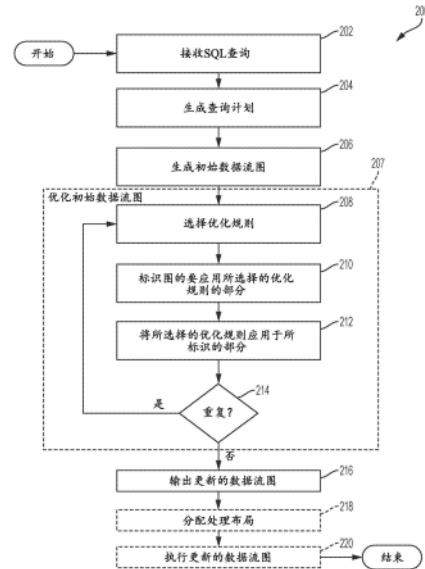 20
开始
接收SQL查询
202
生成查询计划
204
生成初始数据流图
206
207
优化初始数据流图
选择优化规则
208
标识图的要应用所选择的优化
规则的部分
210
将所选择的优化规则应用于所
标识的部分
212
重复?
214
是
否
输出更新的数据流图
216
分配处理布局
218
执行更新的数据流图
220
结束